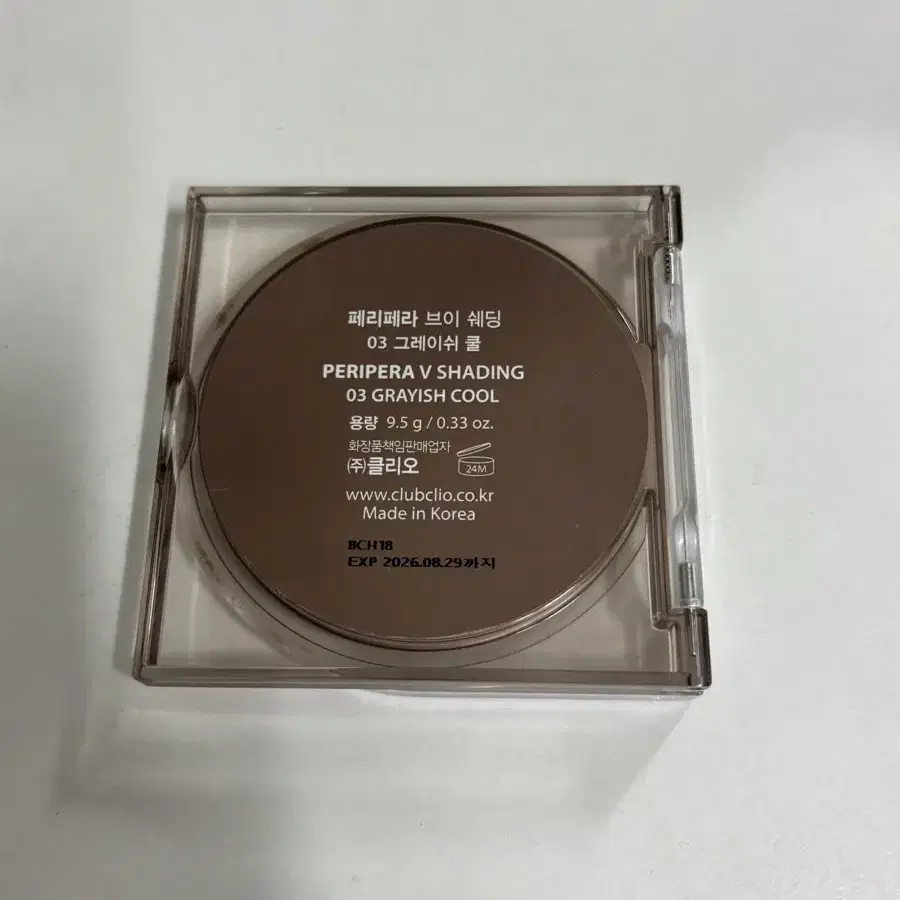 페리페라 브이 쉐딩
03 그레이쉬 쿨
PERIPERA V SHADING
03 GRAYISH COOL
용량 9.5 g / 0.33 oz.
화장품책임판매업자
㈜클리오
24M
www.clubclio.co.kr
Made in Korea
BCH18
EXP 2026.08.29까지